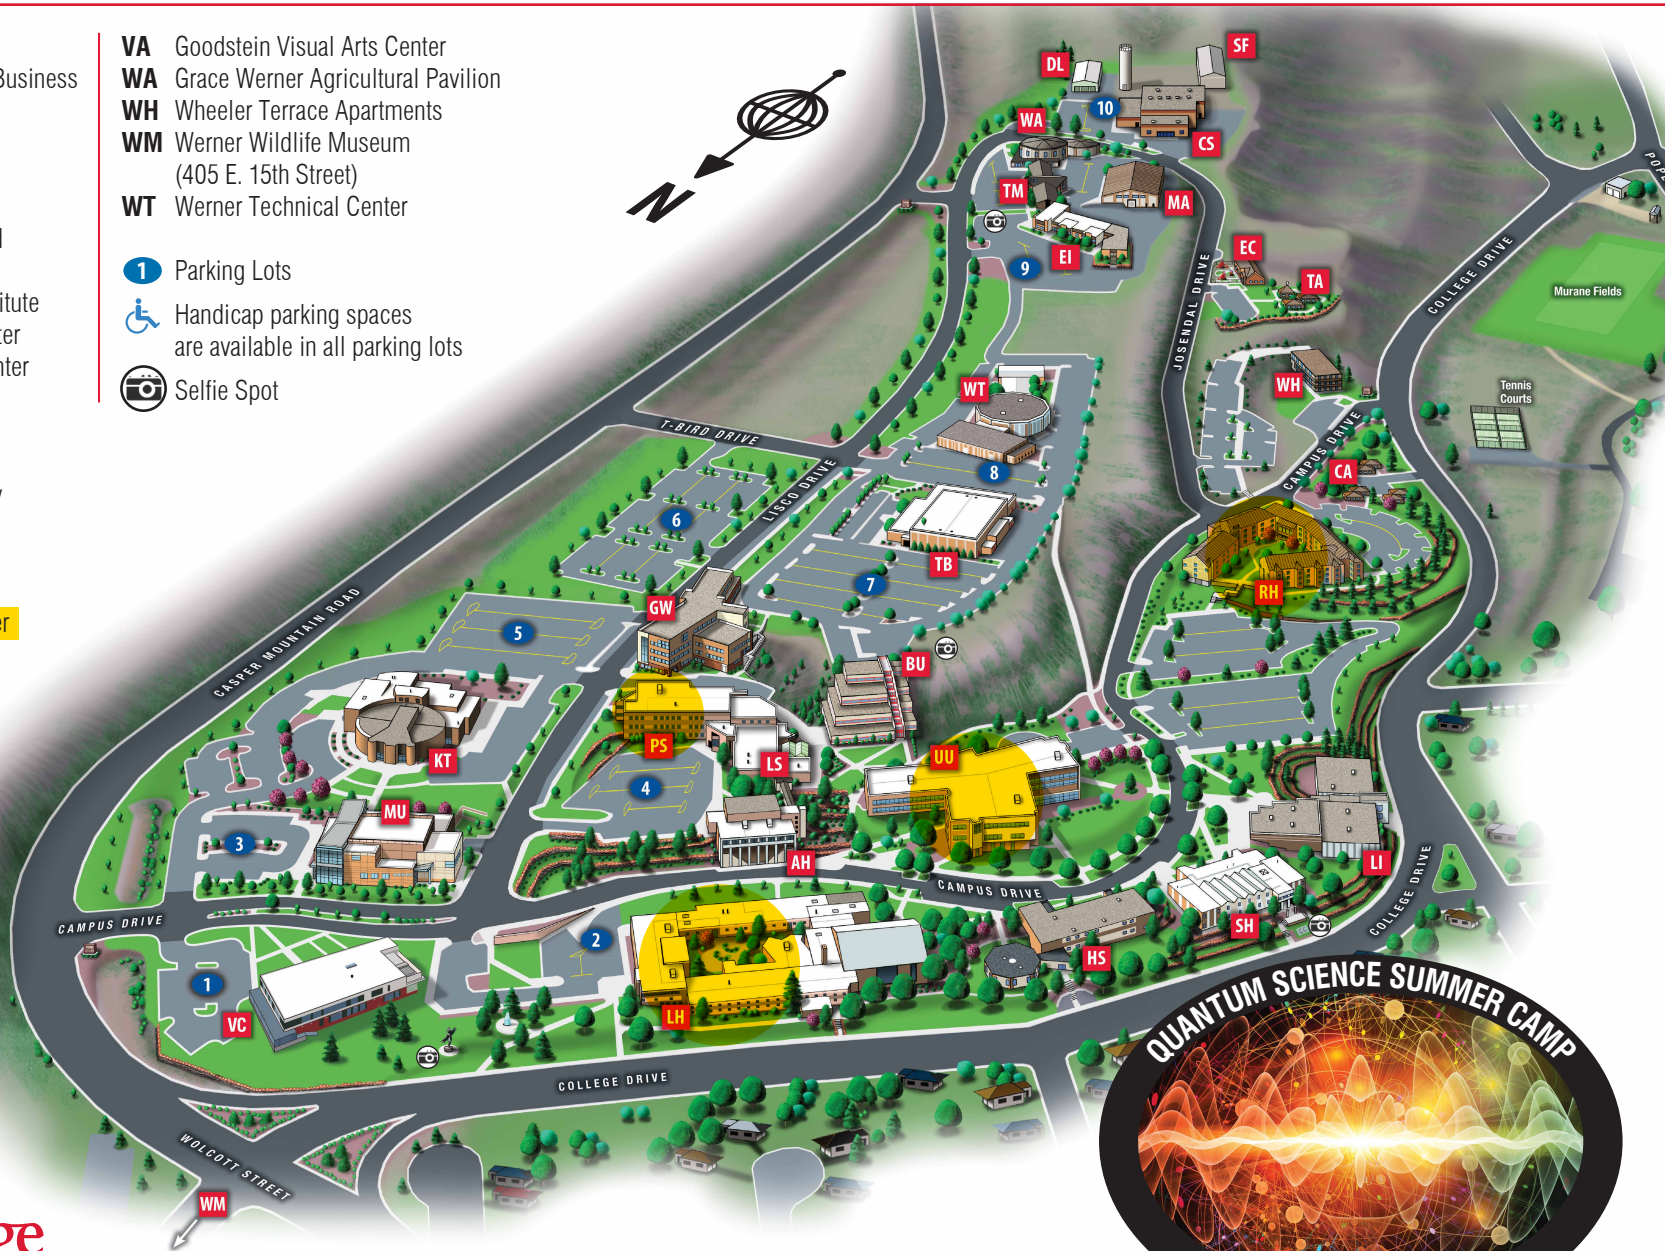 Business
itute
ter
nter
er
ge
VA Goodstein Visual Arts Center
WA Grace Werner Agricultural Pavilion
WH Wheeler Terrace Apartments
WM Werner Wildlife Museum
(405 E. 15th Street)
WT Werner Technical Center
1 Parking Lots
Handicap parking spaces
are available in all parking lots
Selfie Spot
N
SF
DL
10
WA
CS
TM
MA
EI
9
EC
TA
POPL
COLLEGE DRIVE
Murane Fields
JOSENDAL DRIVE
WH
Tennis
Courts
WT
T-BIRD DRIVE
CAMPUS DRIVE
LISCO DRIVE
8
CA
6
TB
7
RH
GW
5
CASPER MOUNTAIN ROAD
BU
PS
KT
LS
UU
4
MU
3
AH
LI
CAMPUS DRIVE
COLLEGE DRIVE
CAMPUS DRIVE
2
SH
HS
1
VC
LH
COLLEGE DRIVE
WOLCOTT STREET
WM
QUANTUM SCIENCE SUMMER CAMP